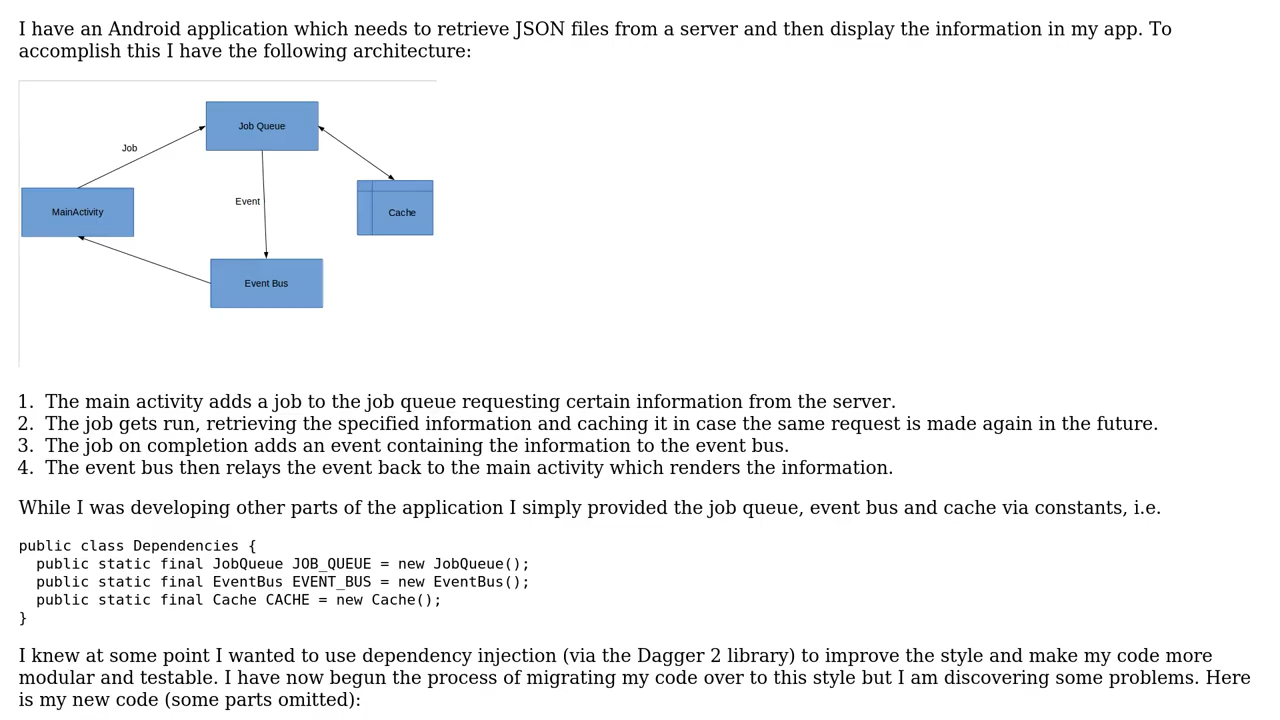 I have an Android application which needs to retrieve JSON files from a server and then display the information in my app. To
accomplish this I have the following architecture:
Job Queue
Job
MainActivity
Event
Cache
Event Bus
1. The main activity adds a job to the job queue requesting certain information from the server.
2. The job gets run, retrieving the specified information and caching it in case the same request is made again in the future.
3. The job on completion adds an event containing the information to the event bus.
4. The event bus then relays the event back to the main activity which renders the information.
While I was developing other parts of the application I simply provided the job queue, event bus and cache via constants, i.e.
public class Dependencies {
  public static final JobQueue JOB_QUEUE = new JobQueue();
  public static final EventBus EVENT_BUS = new EventBus();
  public static final Cache CACHE = new Cache();
}
I knew at some point I wanted to use dependency injection (via the Dagger 2 library) to improve the style and make my code more
modular and testable. I have now begun the process of migrating my code over to this style but I am discovering some problems. Here
is my new code (some parts omitted):